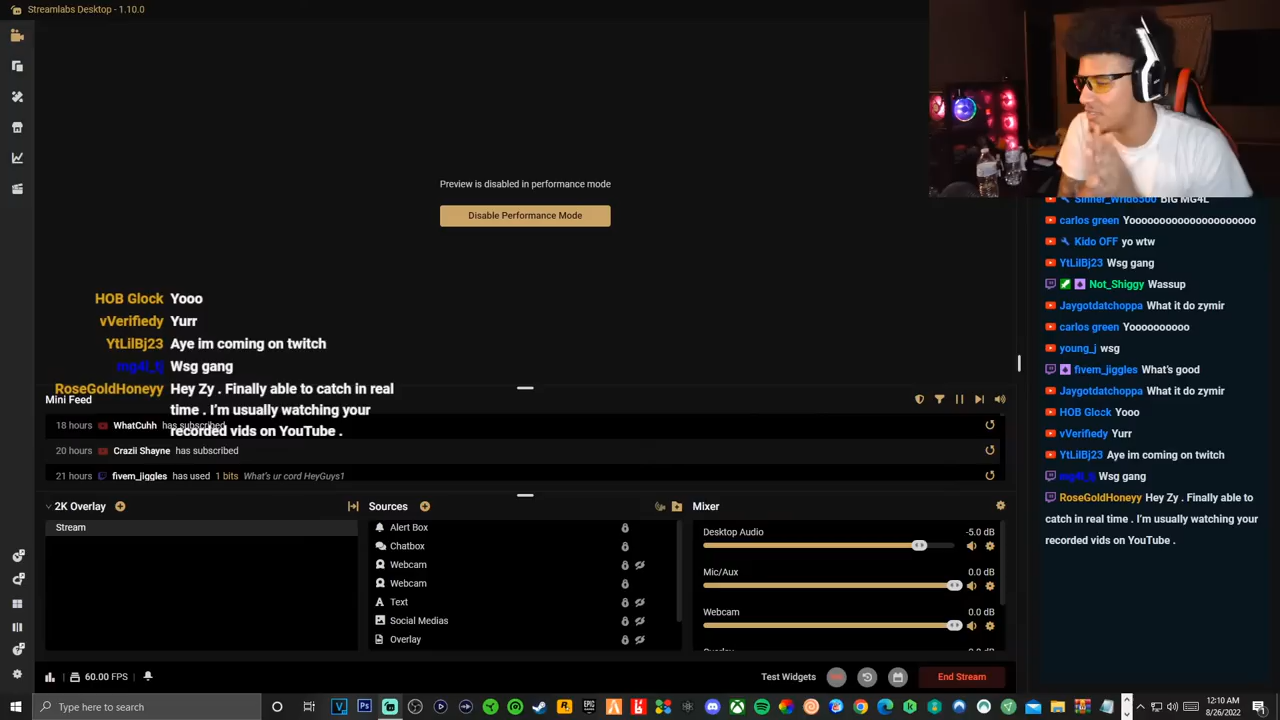 Streamlabs Desktop - 1.10.0
Preview is disabled in performance mode
Disable Performance Mode
HOB Glock Yooo
vVerifiedy Yurr
YtLilBj23 Aye im coming on twitch
mg4l_tj Wsg gang
RoseGoldHoneyy Hey Zy . Finally able to catch in real
time . I'm usually watching your
recorded vids on YouTube .
Mini Feed
18 hours WhatCuhh has subscribed
20 hours Crazii Shayne has subscribed
21 hours fivem_jiggles has used 1 bits What's ur cord HeyGuys1
2K Overlay
Stream
Sources
Alert Box
Chatbox
Webcam
Webcam
Text
Social Medias
Overlay
Mixer
Desktop Audio -5.0 dB
Mic/Aux 0.0 dB
Webcam 0.0 dB
BIG MG4L
carlos green Yooooooooooooooooooooo
Kido OFF yo wtw
YtLilBj23 Wsg gang
Not_Shiggy Wassup
Jaygotdatchoppa What it do zymir
carlos green Yoooooooooo
young_j wsg
fivem_jiggles What's good
Jaygotdatchoppa What it do zymir
HOB Glock Yooo
vVerifiedy Yurr
YtLilBj23 Aye im coming on twitch
mg4l_tj Wsg gang
RoseGoldHoneyy Hey Zy . Finally able to
catch in real time . I'm usually watching your
recorded vids on YouTube .
60.00 FPS
Test Widgets
End Stream
Type here to search
12:10 AM
8/26/2022